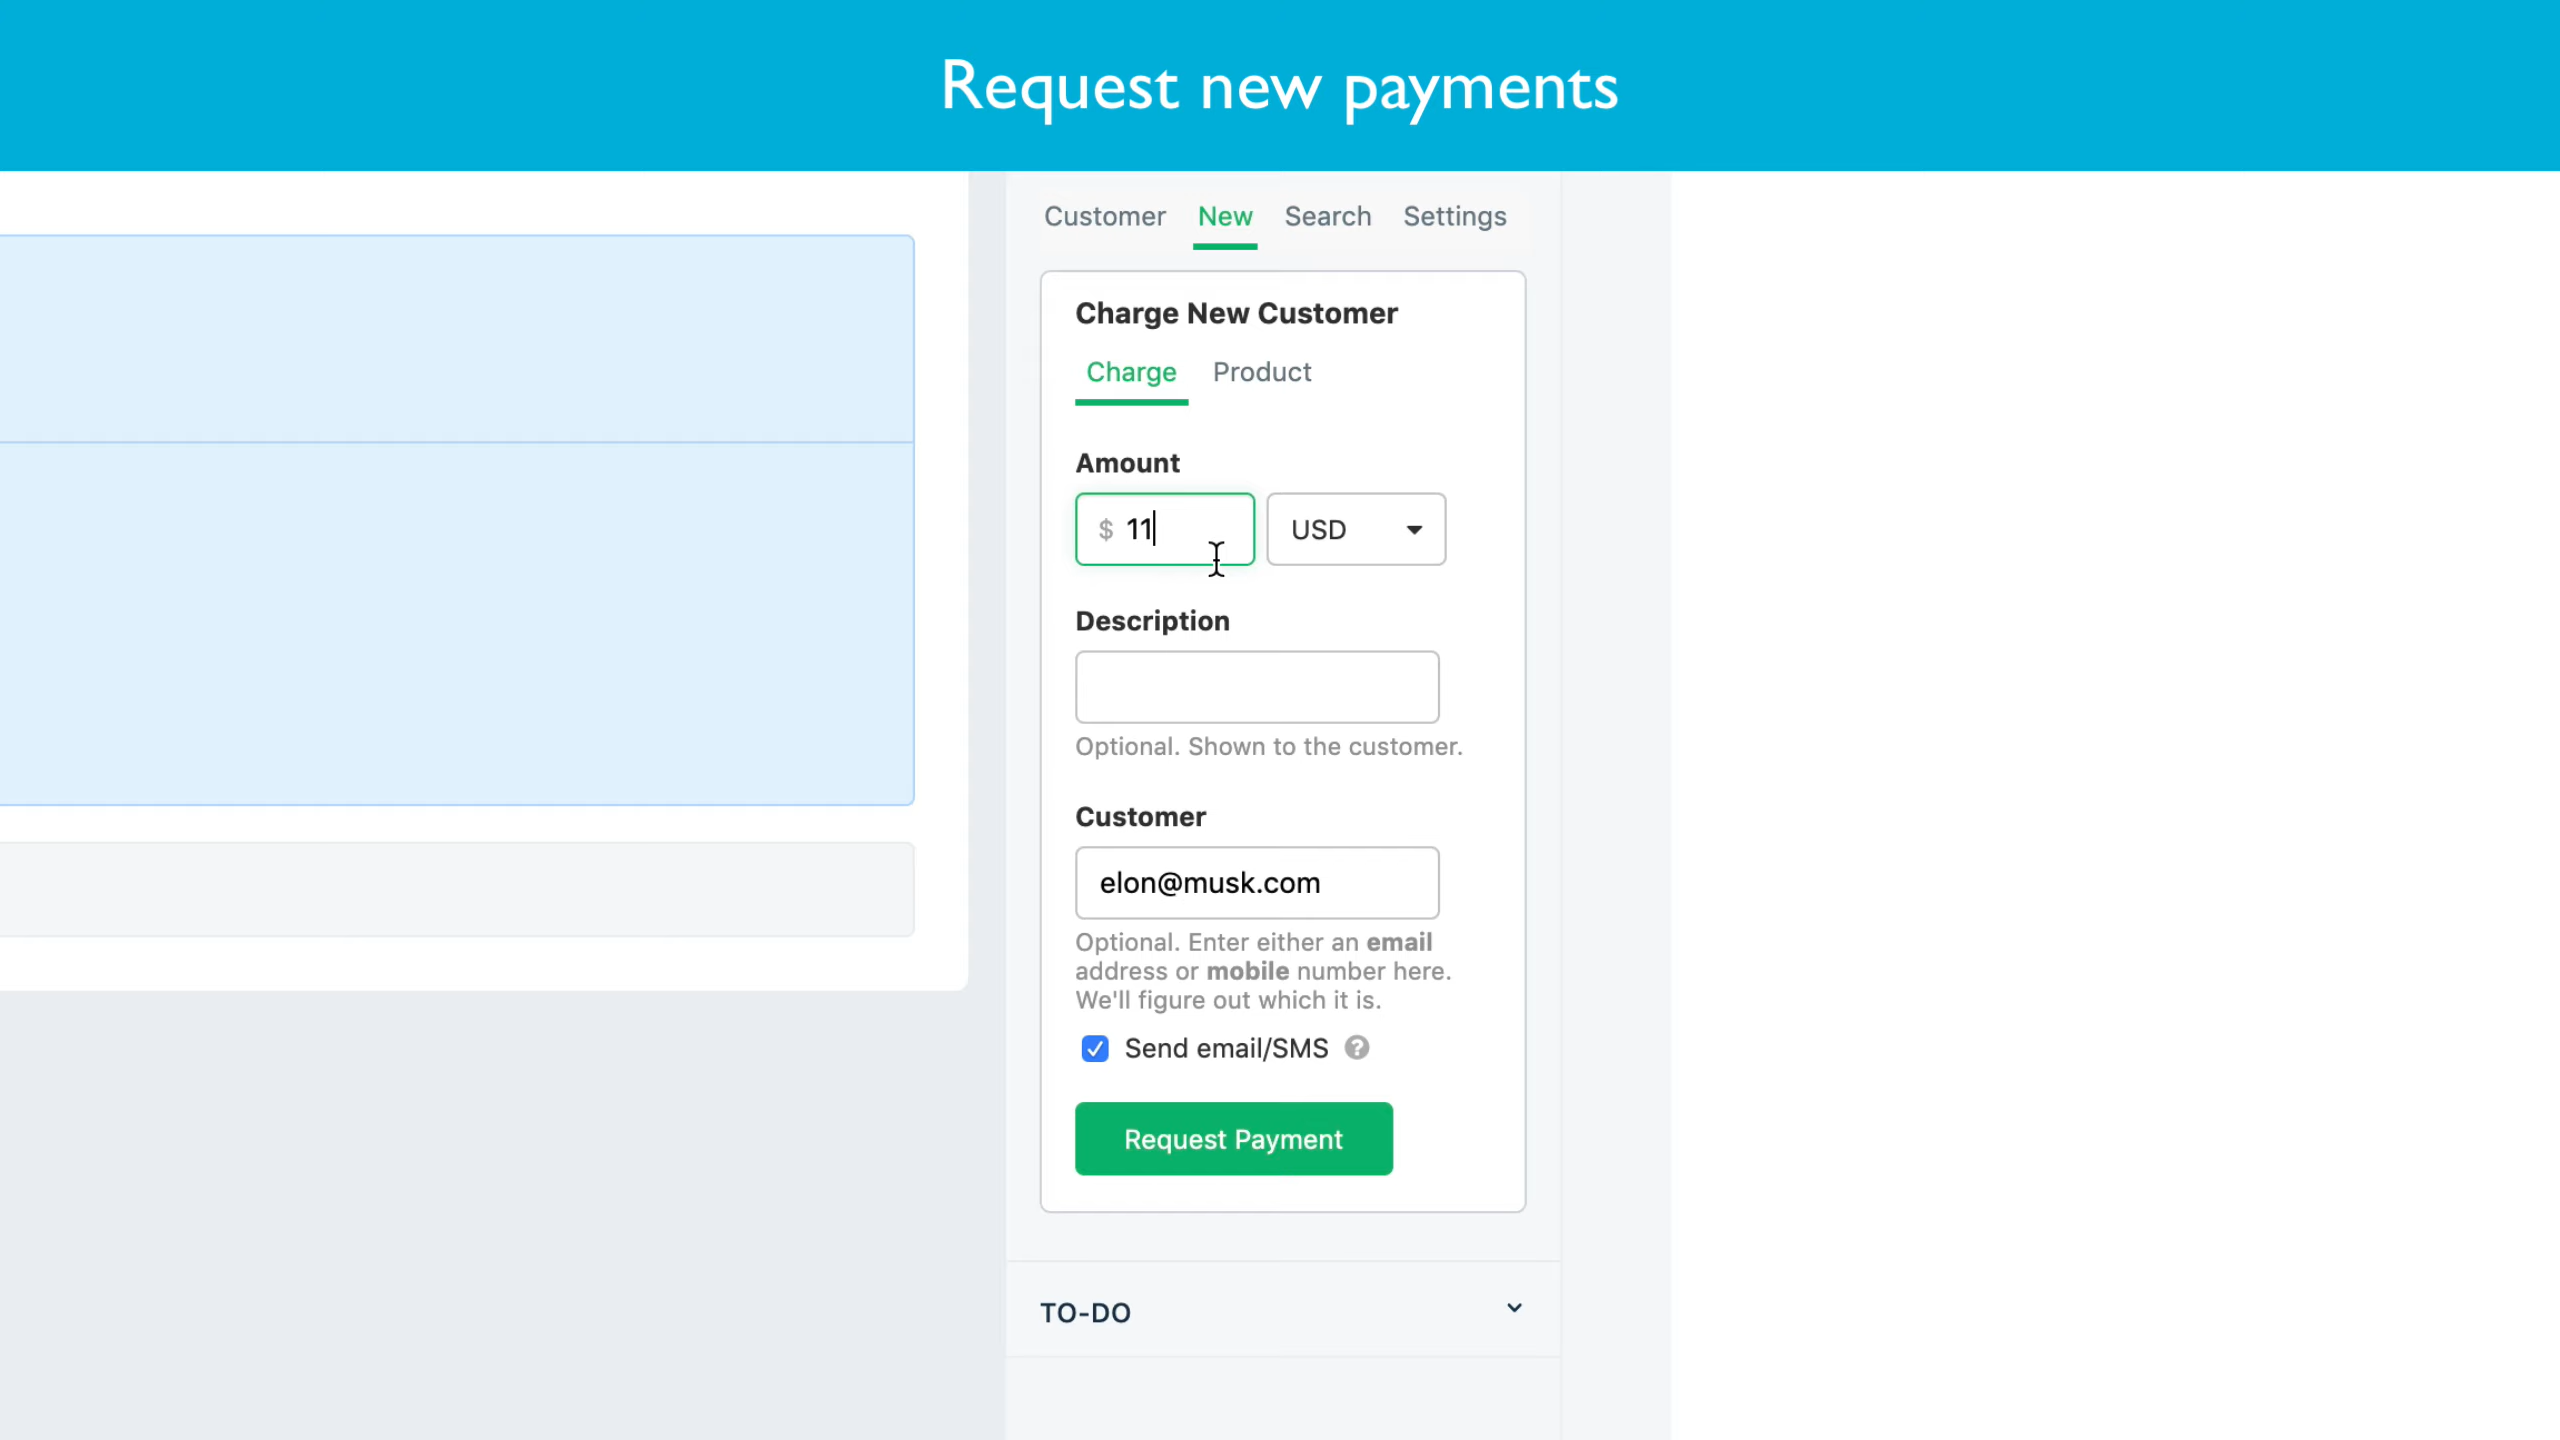 Request new payments
Customer New Search Settings
Charge New Customer
Charge Product
Amount
$ 11 USD
Description
Optional. Shown to the customer.
Customer
elon@musk.com
Optional. Enter either an email
address or mobile number here.
We'll figure out which it is.
Send email/SMS ?
Request Payment
TO-DO